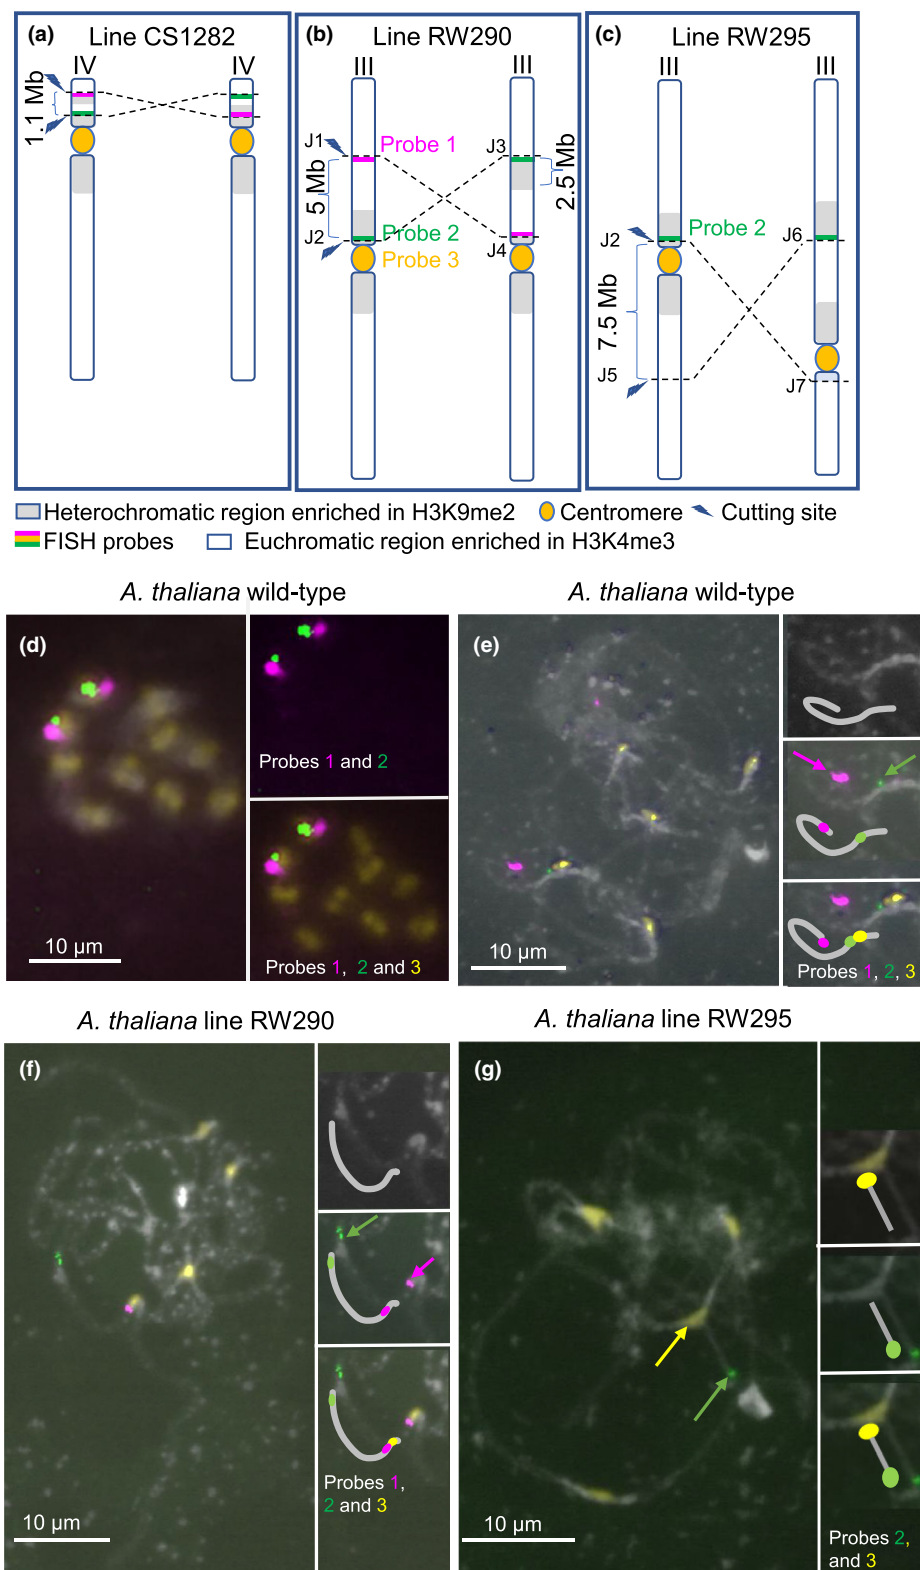 (a) Line CS1282
IV IV
1.1 Mb
(b) Line RW290
III III
J1 Probe 1 J3
5 Mb
2.5 Mb
J2 Probe 2 J4
Probe 3
(c) Line RW295
III III
J2 Probe 2 J6
7.5 Mb
J5 J7
Heterochromatic region enriched in H3K9me2 Centromere Cutting site
FISH probes Euchromatic region enriched in H3K4me3
A. thaliana wild-type
(d)
10 µm
Probes 1 and 2
Probes 1, 2 and 3
A. thaliana wild-type
(e)
10 µm
Probes 1, 2, 3
A. thaliana line RW290
(f)
10 µm
Probes 1,
2 and 3
A. thaliana line RW295
(g)
10 µm
Probes 2,
and 3